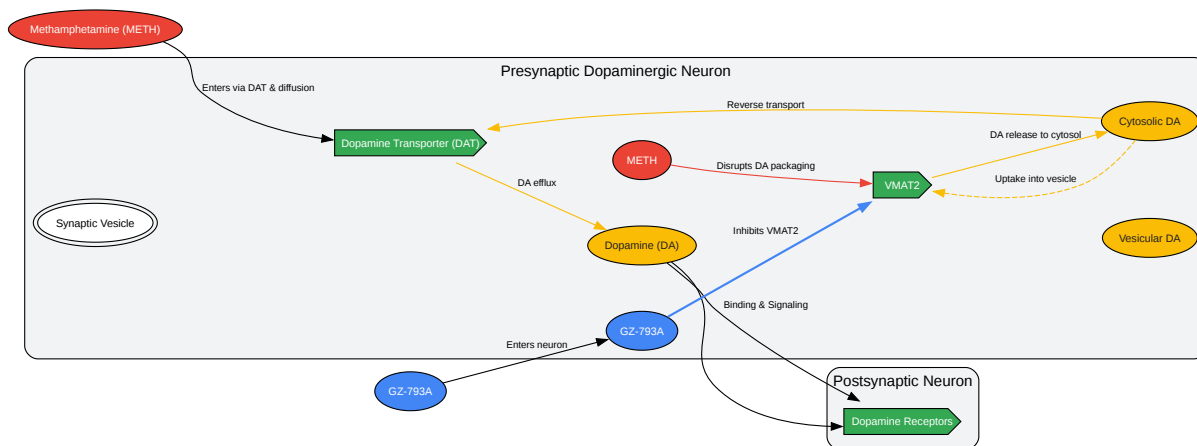 Methamphetamine (METH)
Presynaptic Dopaminergic Neuron
Enters via DAT & diffusion
Reverse transport
Cytosolic DA
Dopamine Transporter (DAT)
DA release to cytosol
METH
Disrupts DA packaging
DA efflux
VMAT2
Uptake into vesicle
Synaptic Vesicle
Inhibits VMAT2
Dopamine (DA)
Vesicular DA
Binding & Signaling
GZ-793A
Enters neuron
GZ-793A
Postsynaptic Neuron
Dopamine Receptors